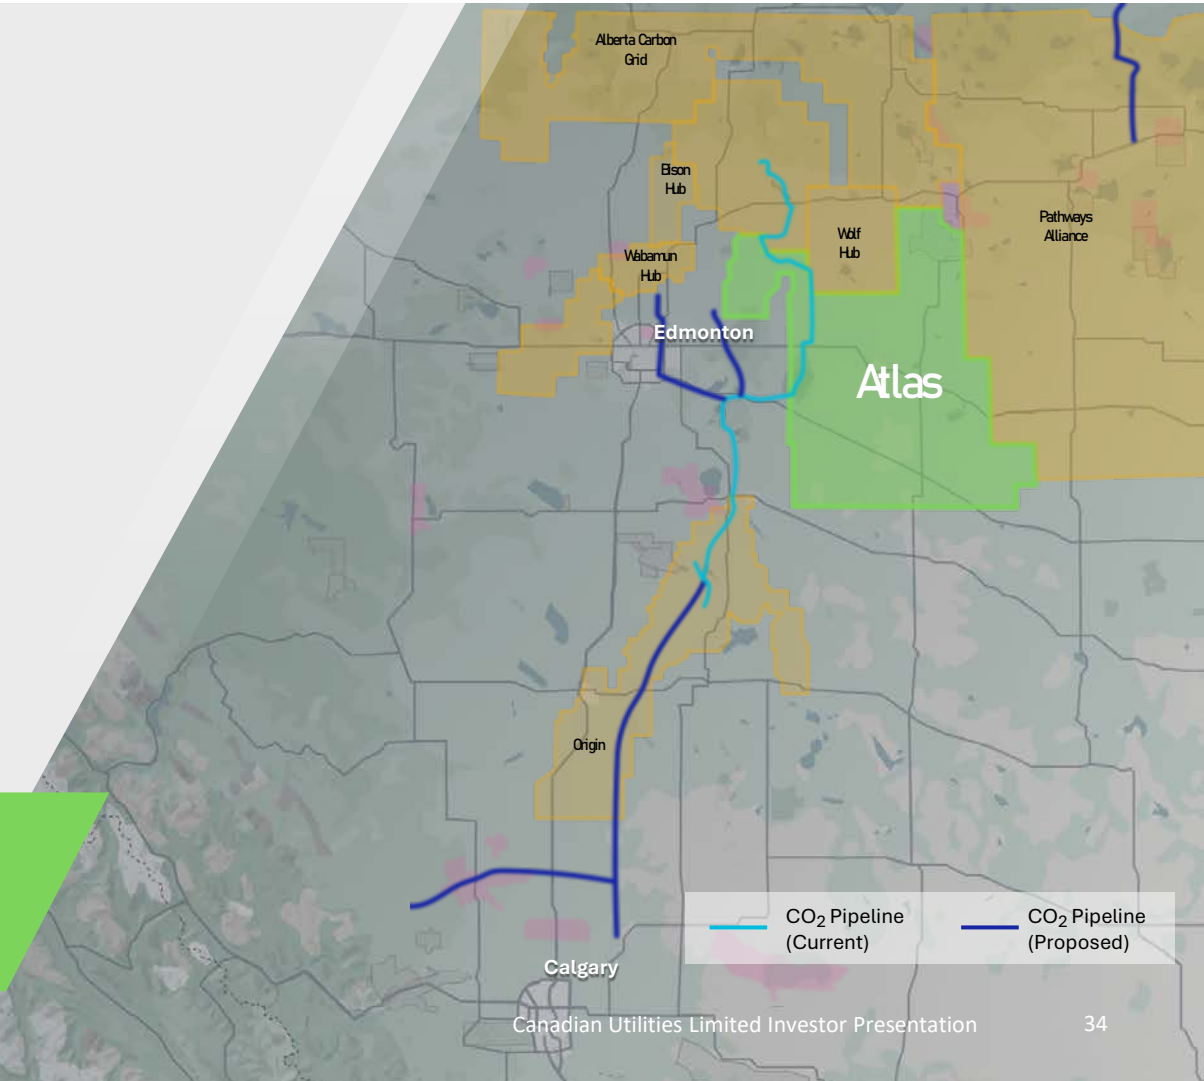 Alberta Carbon
Grid
Bison
Hub
Pathways
Alliance
Wolf
Hub
Wabamun
Hub
Edmonton
Atlas
Origin
CO₂ Pipeline
(Current)
CO₂ Pipeline
(Proposed)
Calgary
Canadian Utilities Limited Investor Presentation
34